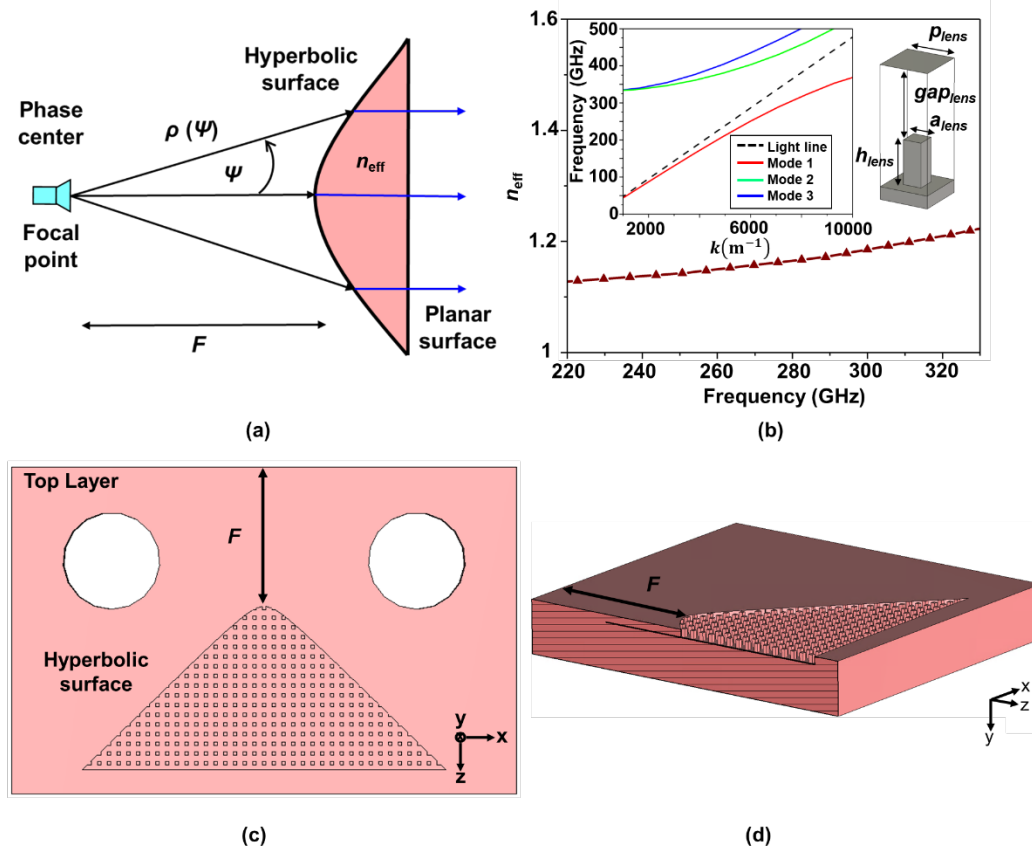 (a)
Hyperbolic
surface
Phase
center
ρ (Ψ)
Ψ
n_eff
Focal
point
F
Planar
surface
(b)
1.6
1.4
1.2
1
n_eff
220
240
260
280
300
320
Frequency (GHz)
500
400
350
300
200
100
50
0
Frequency (GHz)
2000
6000
10000
k(m⁻¹)
Light line
Mode 1
Mode 2
Mode 3
p_lens
gap_lens
a_lens
h_lens
(a)
(b)
Top Layer
F
Hyperbolic
surface
y
x
z
F
x
z
y
(c)
(d)